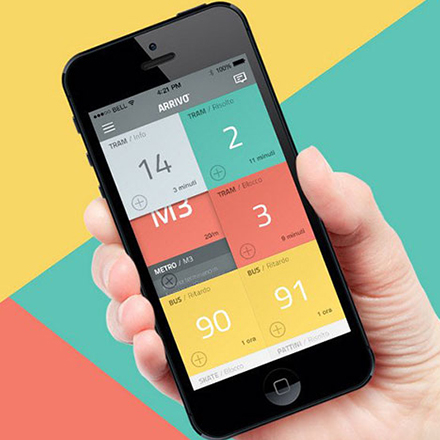 BELL 4:21 PM 100%
ARRIVO
TRAM / Info
14
3 minuti
TRAM / Risolto
2
11 minuti
M3
TRAM / Blocco
3
9 minuti
METRO / M3
BUS / Ritardo
90
1 ora
BUS / Ritardo
91
1 ora
SKATE / Blocco
PATTINI / Risolto